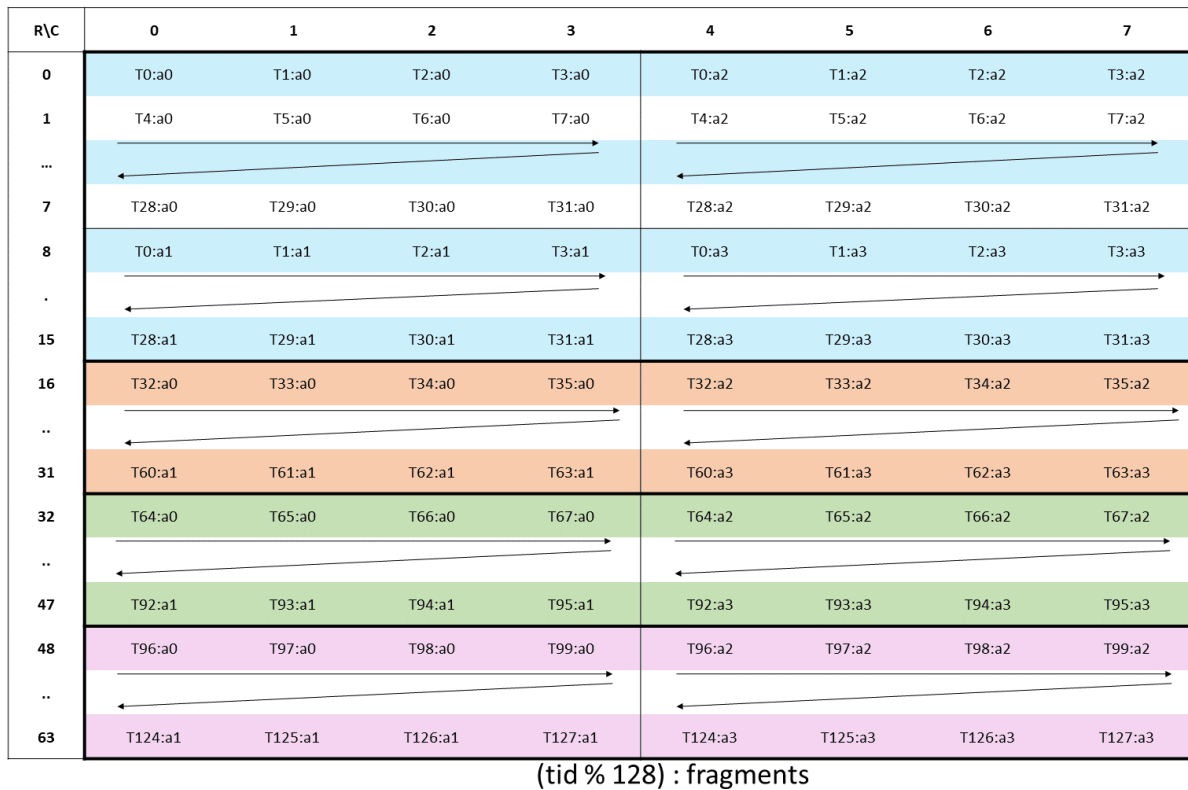 R\C 0 1 2 3 4 5 6 7
0 T0:a0 T1:a0 T2:a0 T3:a0 T0:a2 T1:a2 T2:a2 T3:a2
1 T4:a0 T5:a0 T6:a0 T7:a0 T4:a2 T5:a2 T6:a2 T7:a2
...
7 T28:a0 T29:a0 T30:a0 T31:a0 T28:a2 T29:a2 T30:a2 T31:a2
8 T0:a1 T1:a1 T2:a1 T3:a1 T0:a3 T1:a3 T2:a3 T3:a3
.
15 T28:a1 T29:a1 T30:a1 T31:a1 T28:a3 T29:a3 T30:a3 T31:a3
16 T32:a0 T33:a0 T34:a0 T35:a0 T32:a2 T33:a2 T34:a2 T35:a2
..
31 T60:a1 T61:a1 T62:a1 T63:a1 T60:a3 T61:a3 T62:a3 T63:a3
32 T64:a0 T65:a0 T66:a0 T67:a0 T64:a2 T65:a2 T66:a2 T67:a2
..
47 T92:a1 T93:a1 T94:a1 T95:a1 T92:a3 T93:a3 T94:a3 T95:a3
48 T96:a0 T97:a0 T98:a0 T99:a0 T96:a2 T97:a2 T98:a2 T99:a2
..
63 T124:a1 T125:a1 T126:a1 T127:a1 T124:a3 T125:a3 T126:a3 T127:a3
(tid % 128) : fragments